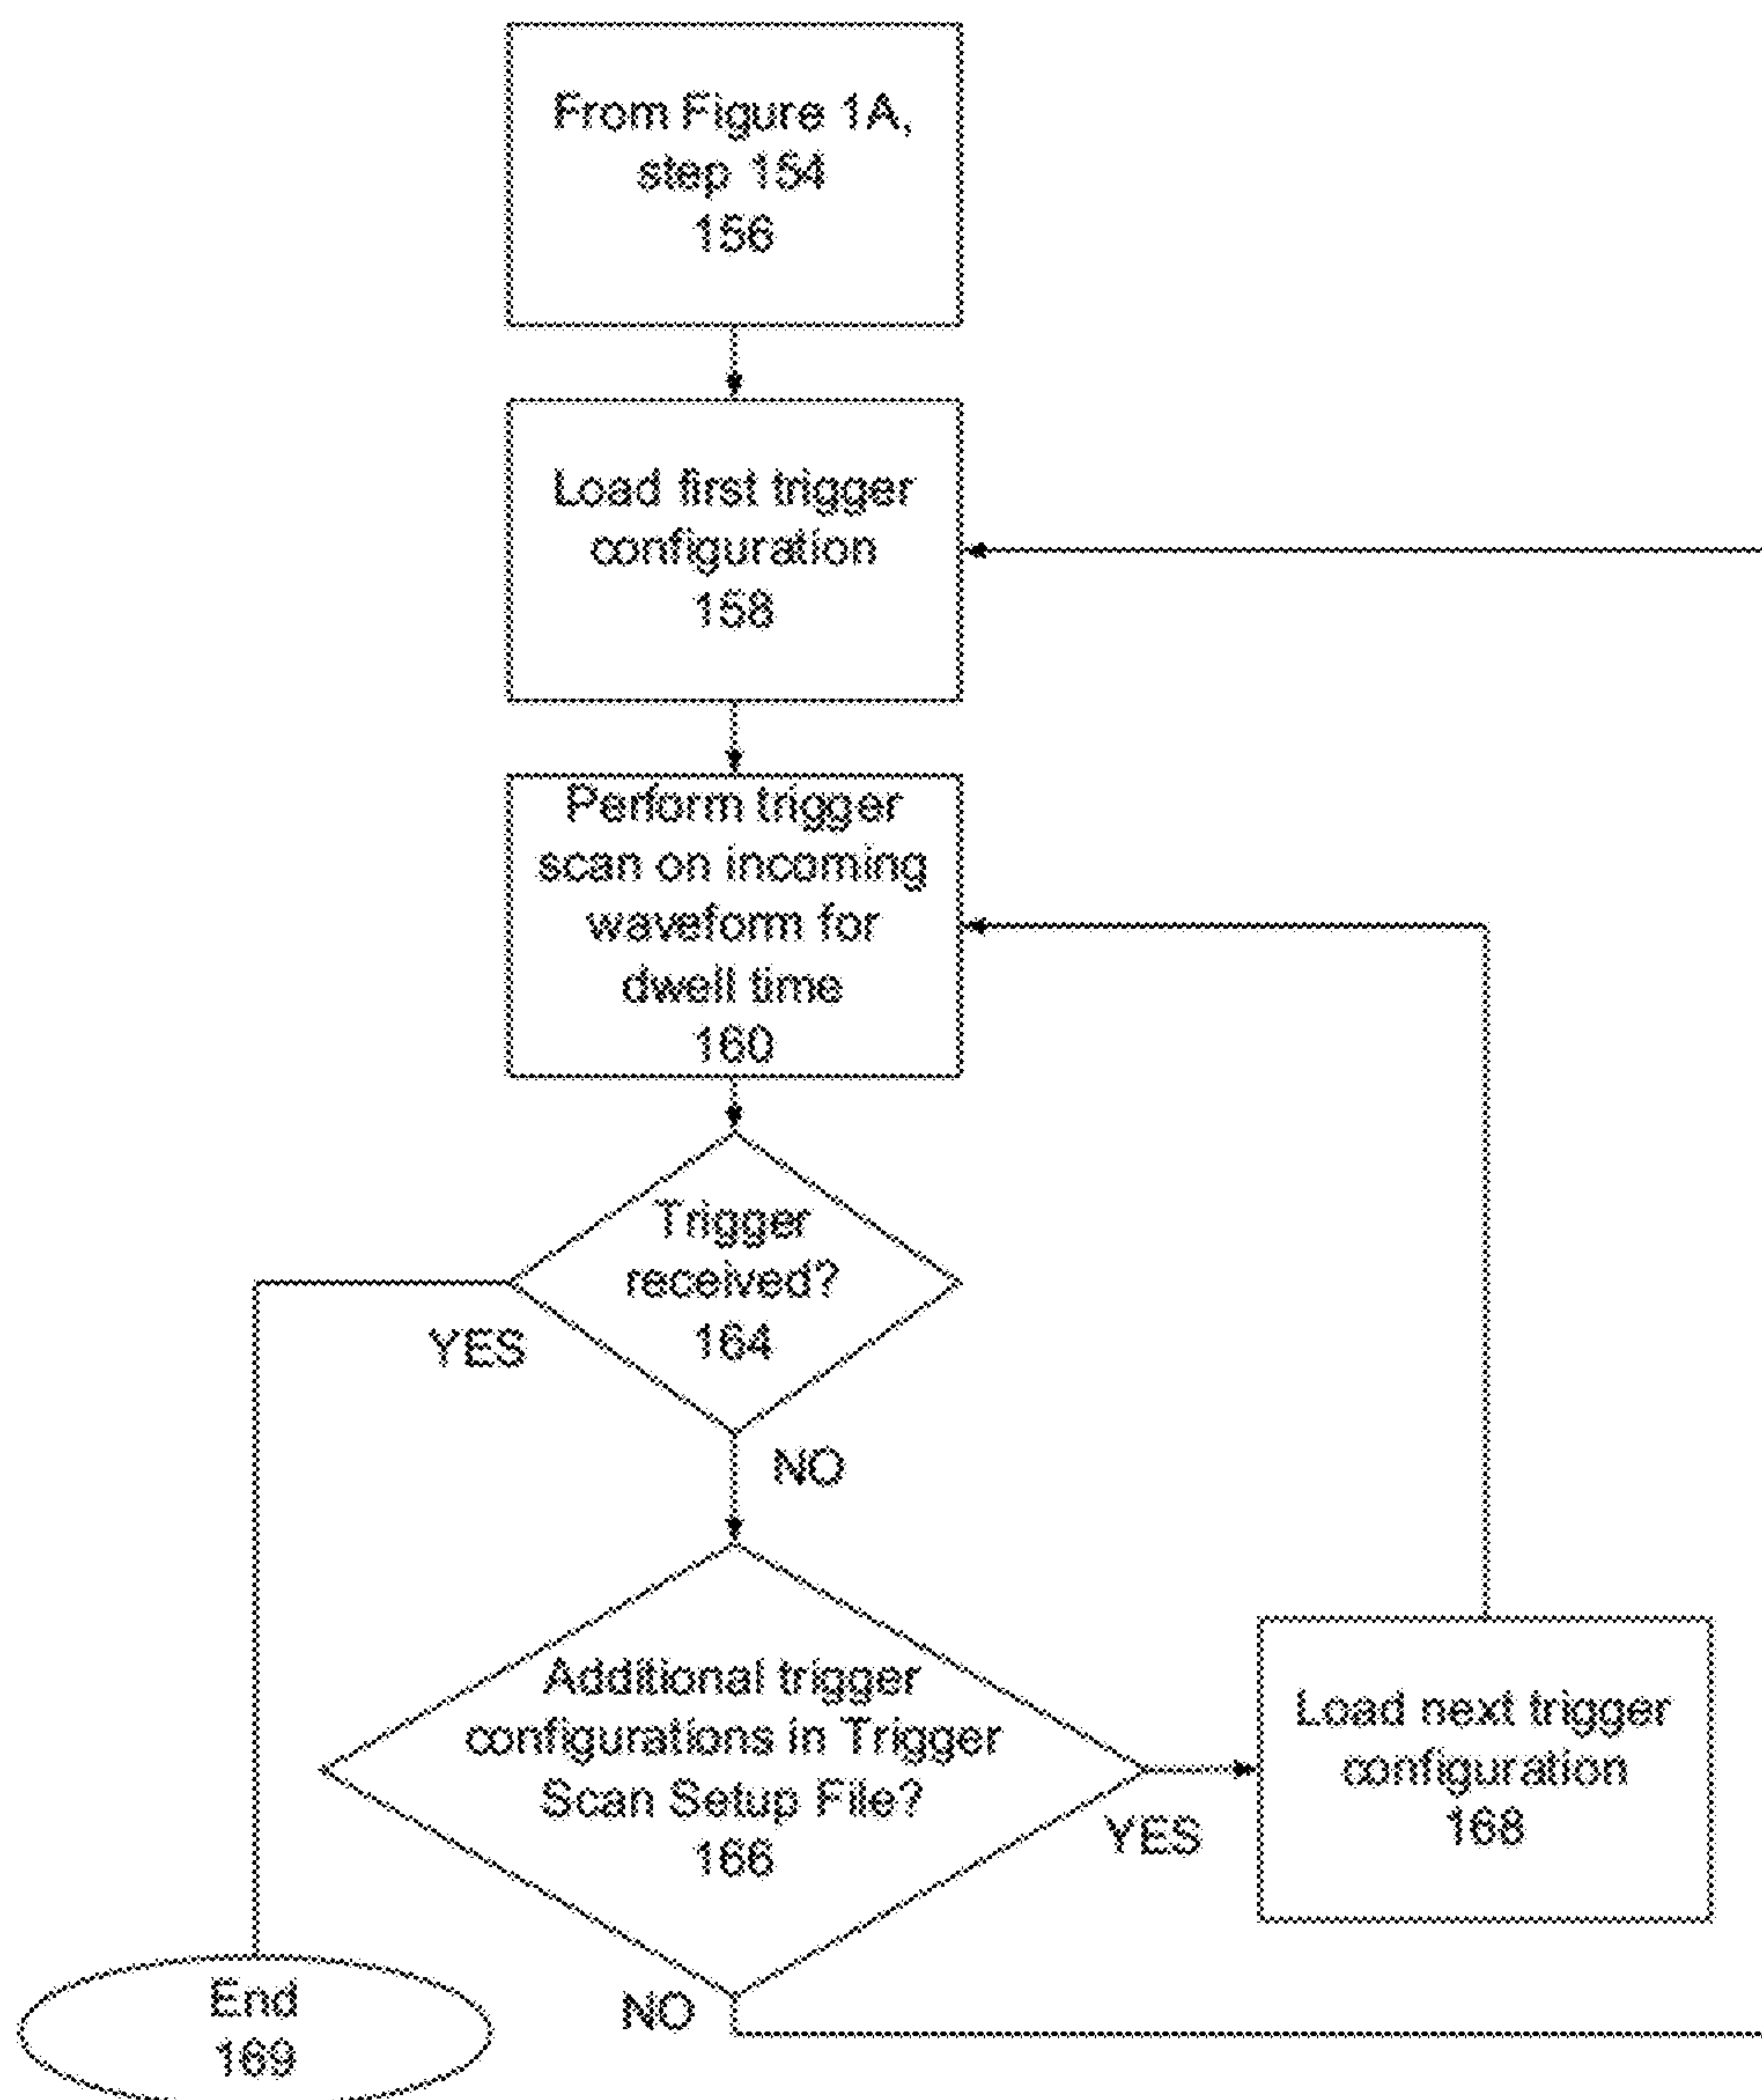 From Figure 1A,
step 154
156
Load first trigger
configuration
158
Perform trigger
scan on incoming
waveform for
dwell time
160
Trigger
received?
164
YES
NO
Additional trigger
configurations in Trigger
Scan Setup File?
166
YES
Load next trigger
configuration
168
NO
End
169